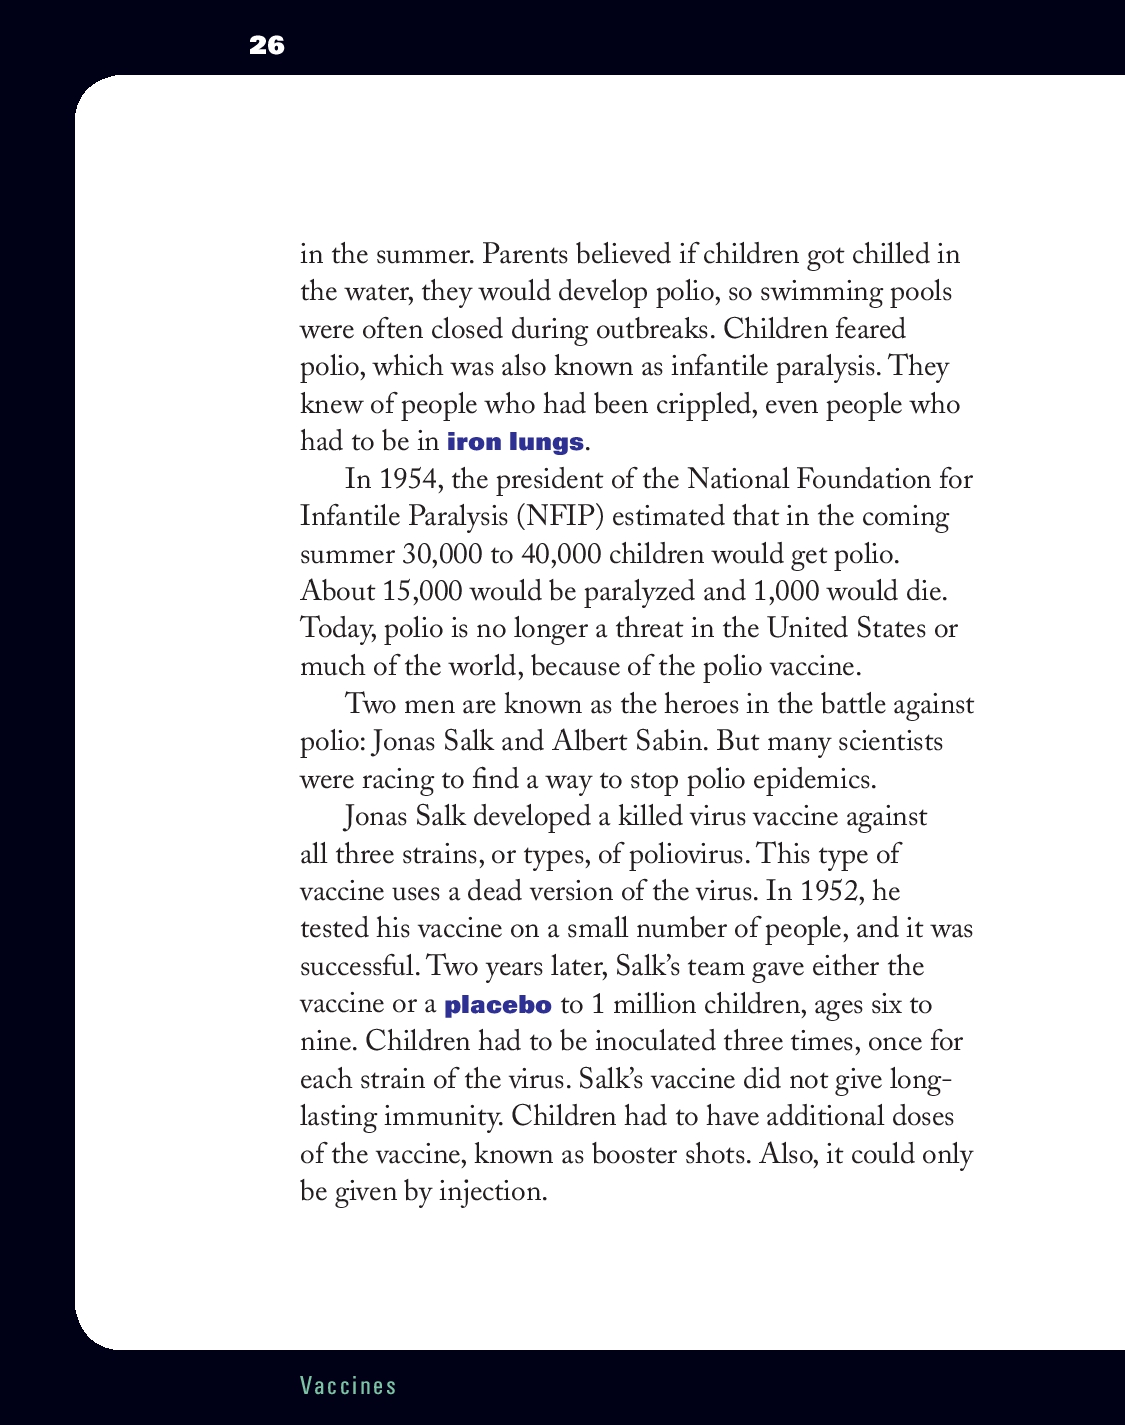 26
in the summer. Parents believed if children got chilled in
the water, they would develop polio, so swimming pools
were often closed during outbreaks. Children feared
polio, which was also known as infantile paralysis. They
knew of people who had been crippled, even people who
had to be in iron lungs.
In 1954, the president of the National Foundation for
Infantile Paralysis (NFIP) estimated that in the coming
summer 30,000 to 40,000 children would get polio.
About 15,000 would be paralyzed and 1,000 would die.
Today, polio is no longer a threat in the United States or
much of the world, because of the polio vaccine.
Two men are known as the heroes in the battle against
polio: Jonas Salk and Albert Sabin. But many scientists
were racing to find a way to stop polio epidemics.
Jonas Salk developed a killed virus vaccine against
all three strains, or types, of poliovirus. This type of
vaccine uses a dead version of the virus. In 1952, he
tested his vaccine on a small number of people, and it was
successful. Two years later, Salk’s team gave either the
vaccine or a placebo to 1 million children, ages six to
nine. Children had to be inoculated three times, once for
each strain of the virus. Salk’s vaccine did not give long-
lasting immunity. Children had to have additional doses
of the vaccine, known as booster shots. Also, it could only
be given by injection.
Vaccines